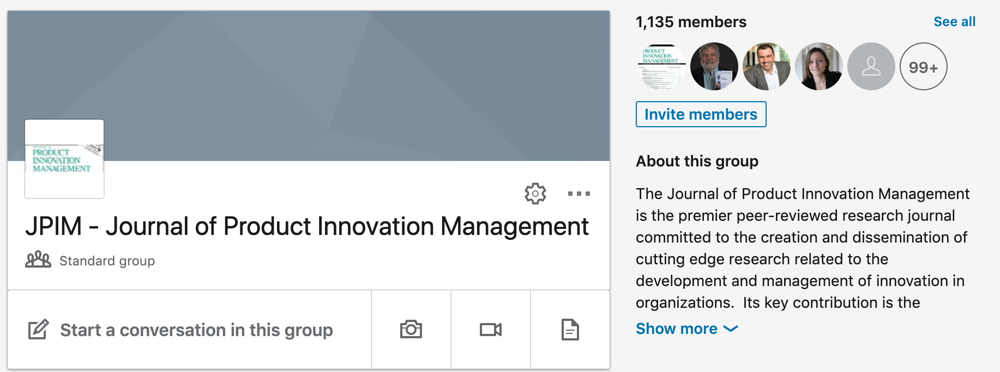 PRODUCT
INNOVATION
MANAGEMENT
JPIM - Journal of Product Innovation Management
Standard group
Start a conversation in this group
1,135 members
See all
PRODUCT
INNOVATION
MANAGEMENT
99+
Invite members
About this group
The Journal of Product Innovation Management
is the premier peer-reviewed research journal
committed to the creation and dissemination of
cutting edge research related to the
development and management of innovation in
organizations.  Its key contribution is the
Show more